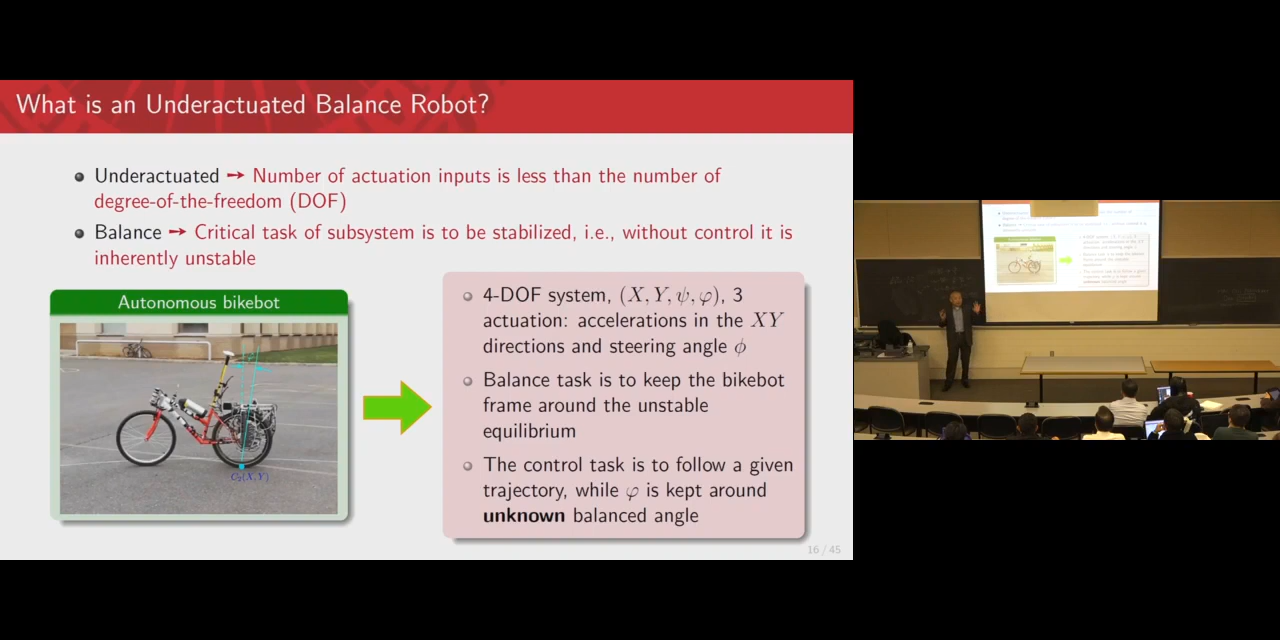 What is an Underactuated Balance Robot?
Underactuated → Number of actuation inputs is less than the number of
degree-of-the-freedom (DOF)
Balance → Critical task of subsystem is to be stabilized, i.e., without control it is
inherently unstable
Autonomous bikebot
C₂(X,Y)
4-DOF system, (X, Y, ψ, φ), 3
actuation: accelerations in the XY
directions and steering angle ϕ
Balance task is to keep the bikebot
frame around the unstable
equilibrium
The control task is to follow a given
trajectory, while φ is kept around
unknown balanced angle
16 / 45